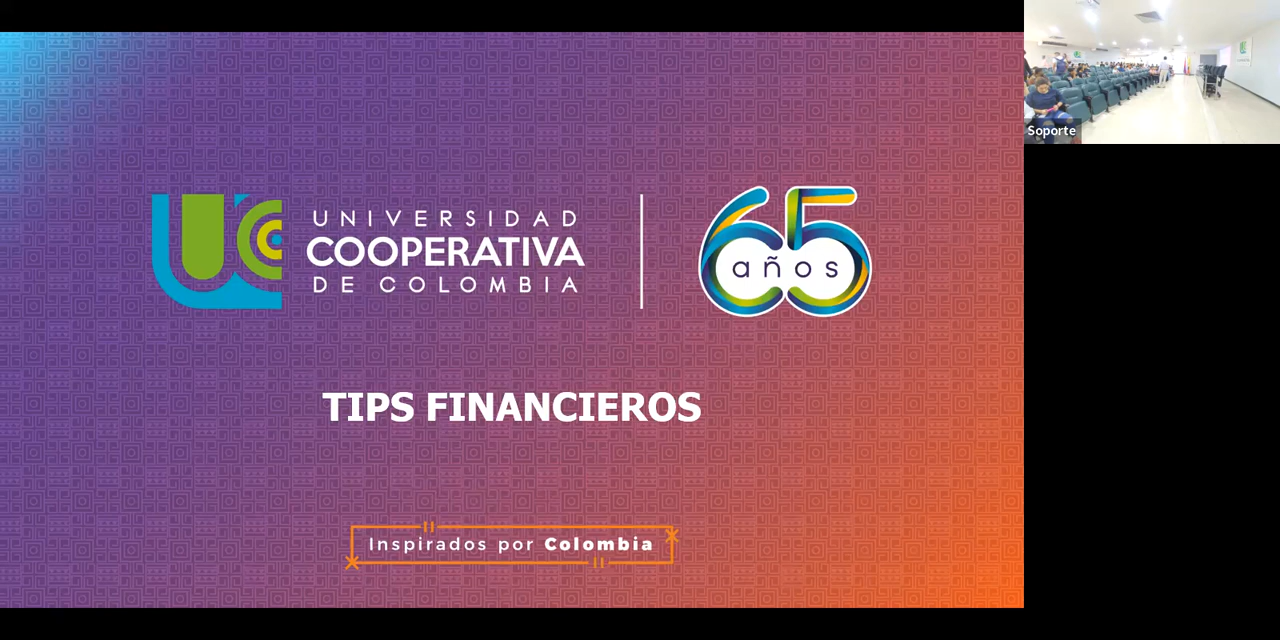 UNIVERSIDAD
COOPERATIVA
DE COLOMBIA
65
años
TIPS FINANCIEROS
Inspirados por Colombia
Soporte